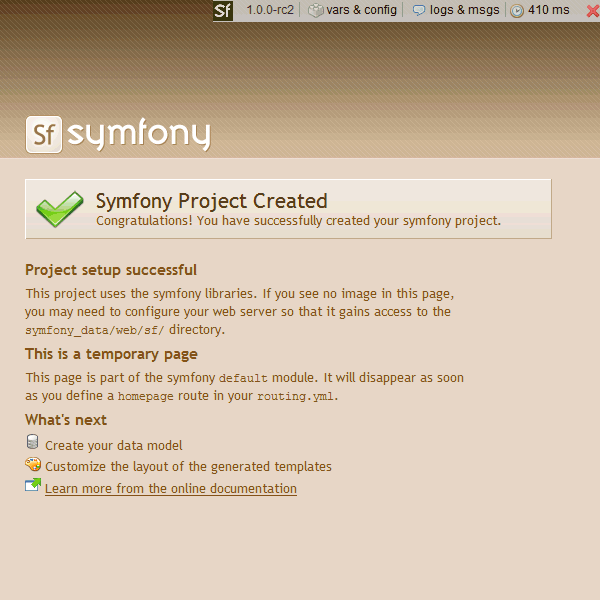 Sf 1.0.0-rc2 vars & config logs & msgs 410 ms
Sf symfony
Symfony Project Created
Congratulations! You have successfully created your symfony project.
Project setup successful
This project uses the symfony libraries. If you see no image in this page,
you may need to configure your web server so that it gains access to the
symfony_data/web/sf/ directory.
This is a temporary page
This page is part of the symfony default module. It will disappear as soon
as you define a homepage route in your routing.yml.
What's next
Create your data model
Customize the layout of the generated templates
Learn more from the online documentation